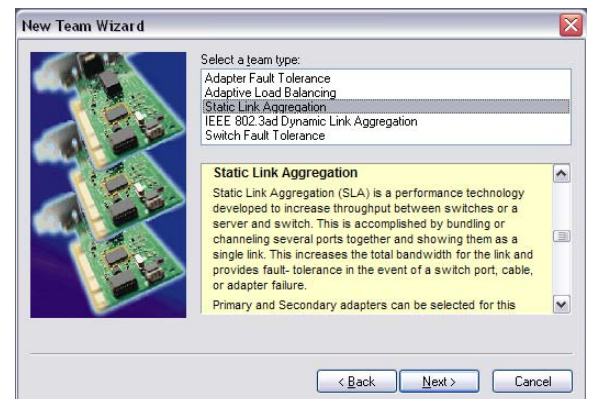 New Team Wizard
Select a team type:
Adapter Fault Tolerance
Adaptive Load Balancing
Static Link Aggregation
IEEE 802.3ad Dynamic Link Aggregation
Switch Fault Tolerance
Static Link Aggregation
Static Link Aggregation (SLA) is a performance technology
developed to increase throughput between switches or a
server and switch. This is accomplished by bundling or
channeling several ports together and showing them as a
single link. This increases the total bandwidth for the link and
provides fault- tolerance in the event of a switch port, cable,
or adapter failure.
Primary and Secondary adapters can be selected for this
< Back
Next >
Cancel